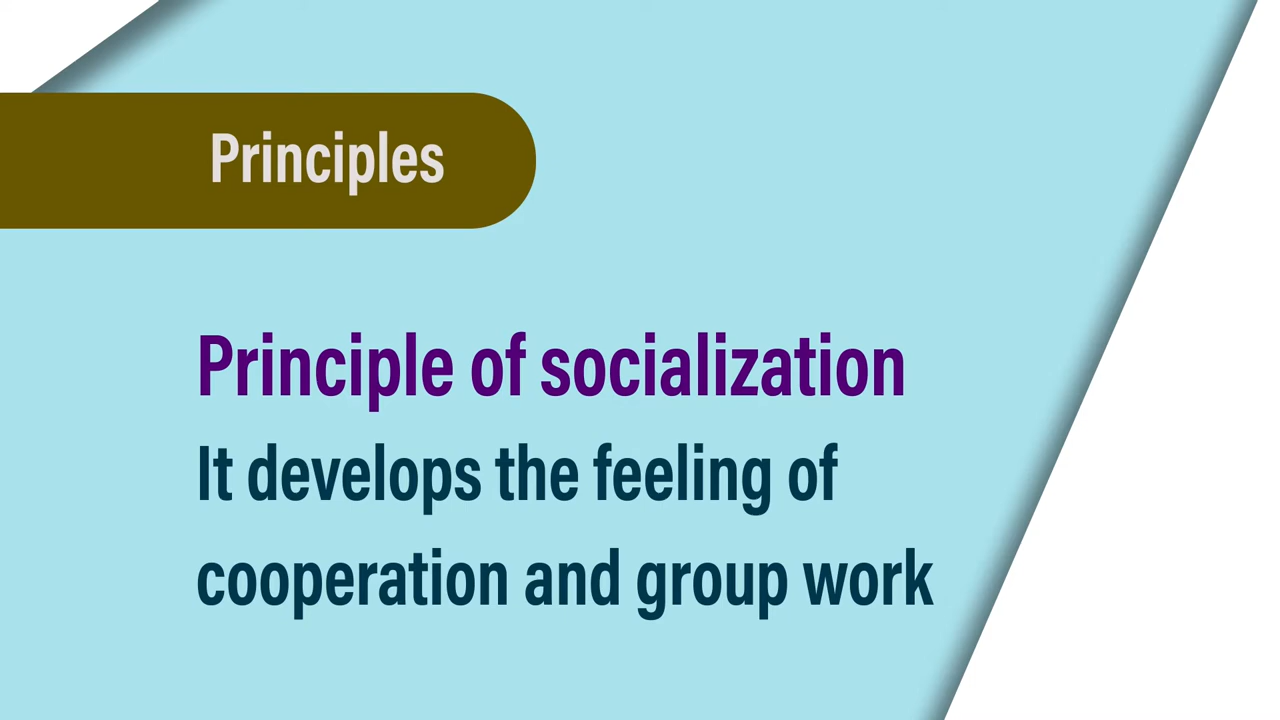 Principles
Principle of socialization
It develops the feeling of
cooperation and group work